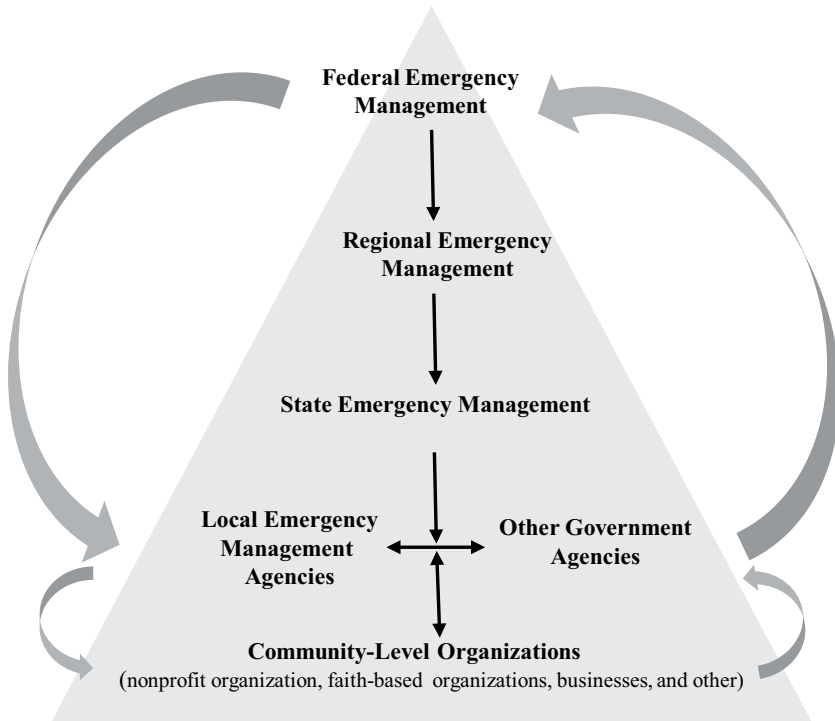 Federal Emergency
Management
Regional Emergency
Management
State Emergency Management
Local Emergency
Management
Agencies
Other Government
Agencies
Community-Level Organizations
(nonprofit organization, faith-based organizations, businesses, and other)